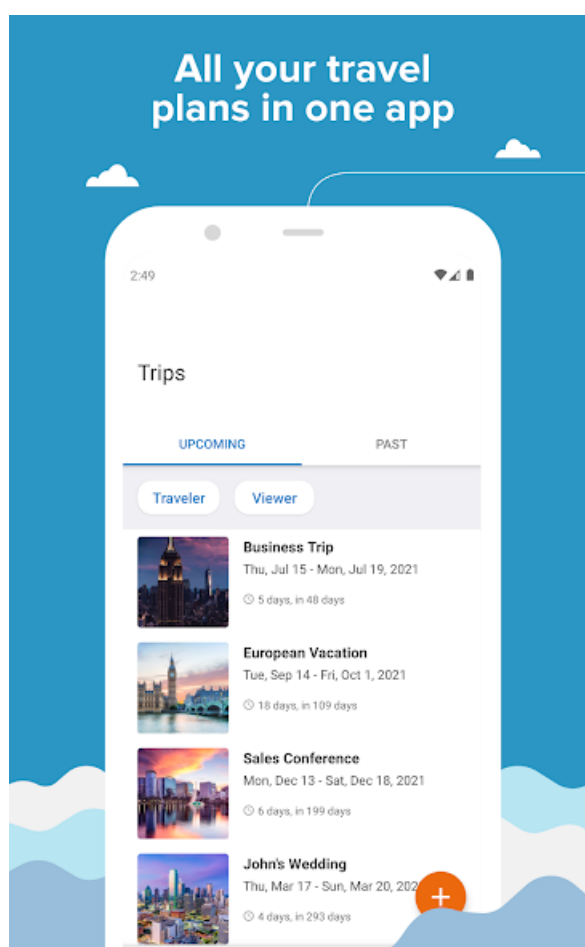 All your travel
plans in one app
2:49
Trips
UPCOMING
PAST
Traveler
Viewer
Business Trip
Thu, Jul 15 - Mon, Jul 19, 2021
5 days, in 48 days
European Vacation
Tue, Sep 14 - Fri, Oct 1, 2021
18 days, in 109 days
Sales Conference
Mon, Dec 13 - Sat, Dec 18, 2021
6 days, in 199 days
John's Wedding
Thu, Mar 17 - Sun, Mar 20,
4 days, in 293 days